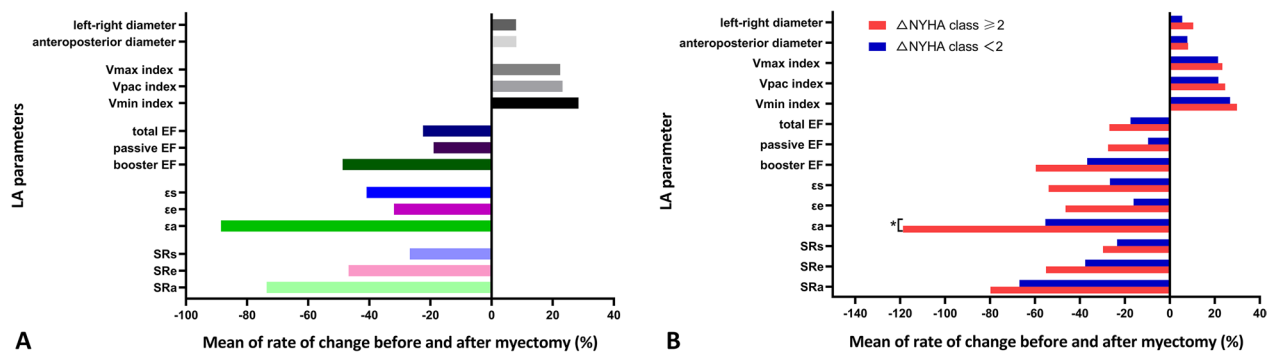 LA parameters
left-right diameter
anteroposterior diameter
Vmax index
Vpac index
Vmin index
total EF
passive EF
booster EF
εs
εe
εa
SRs
SRe
SRa
-100 -80 -60 -40 -20 0 20 40
Mean of rate of change before and after myectomy (%)
A
LA parameter
left-right diameter
anteroposterior diameter
Vmax index
Vpac index
Vmin index
total EF
passive EF
booster EF
εs
εe
εa
SRs
SRe
SRa
△NYHA class ≥2
△NYHA class <2
*
-140 -120 -100 -80 -60 -40 -20 0 20 40
Mean of rate of change before and after myectomy (%)
B